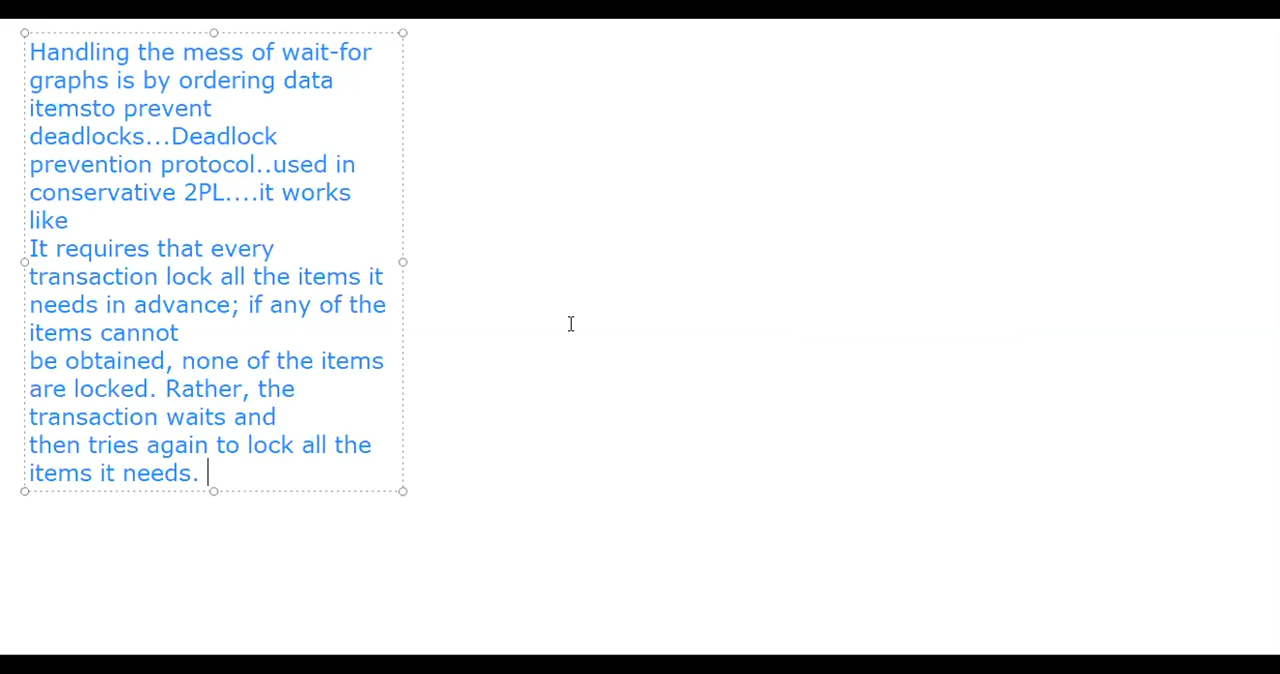 Handling the mess of wait-for
graphs is by ordering data
itemsto prevent
deadlocks...Deadlock
prevention protocol..used in
conservative 2PL....it works
like
It requires that every
transaction lock all the items it
needs in advance; if any of the
items cannot
be obtained, none of the items
are locked. Rather, the
transaction waits and
then tries again to lock all the
items it needs.